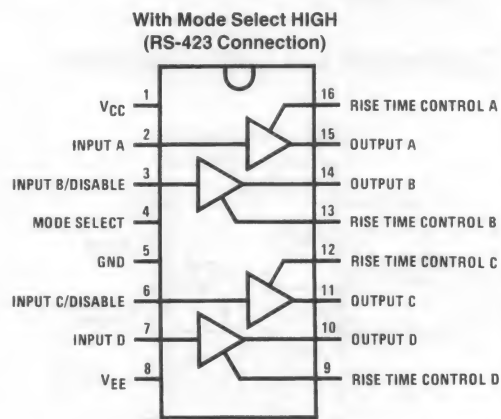 With Mode Select HIGH
(RS-423 Connection)
1 V_CC
16 RISE TIME CONTROL A
2 INPUT A
15 OUTPUT A
3 INPUT B/DISABLE
14 OUTPUT B
4 MODE SELECT
13 RISE TIME CONTROL B
5 GND
12 RISE TIME CONTROL C
6 INPUT C/DISABLE
11 OUTPUT C
7 INPUT D
10 OUTPUT D
8 V_EE
9 RISE TIME CONTROL D